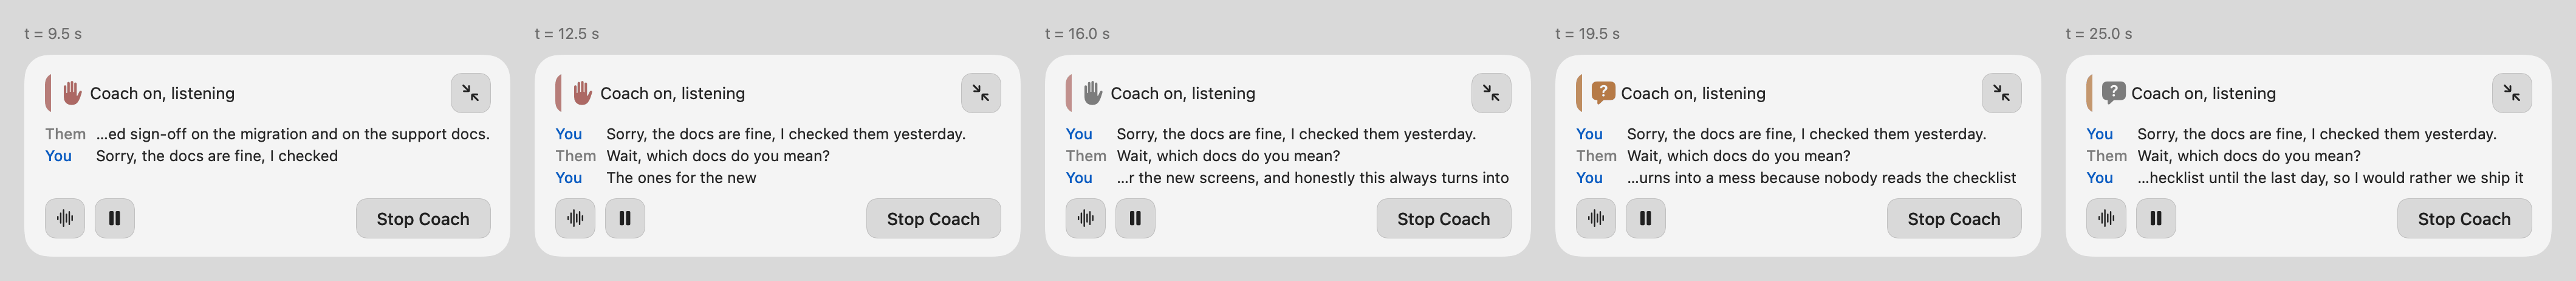 t = 9.5 s
Coach on, listening
Them ...ed sign-off on the migration and on the support docs.
You Sorry, the docs are fine, I checked
Stop Coach
t = 12.5 s
Coach on, listening
You Sorry, the docs are fine, I checked them yesterday.
Them Wait, which docs do you mean?
You The ones for the new
Stop Coach
t = 16.0 s
Coach on, listening
You Sorry, the docs are fine, I checked them yesterday.
Them Wait, which docs do you mean?
You ...r the new screens, and honestly this always turns into
Stop Coach
t = 19.5 s
? Coach on, listening
You Sorry, the docs are fine, I checked them yesterday.
Them Wait, which docs do you mean?
You ...urns into a mess because nobody reads the checklist
Stop Coach
t = 25.0 s
? Coach on, listening
You Sorry, the docs are fine, I checked them yesterday.
Them Wait, which docs do you mean?
You ...hecklist until the last day, so I would rather we ship it
Stop Coach